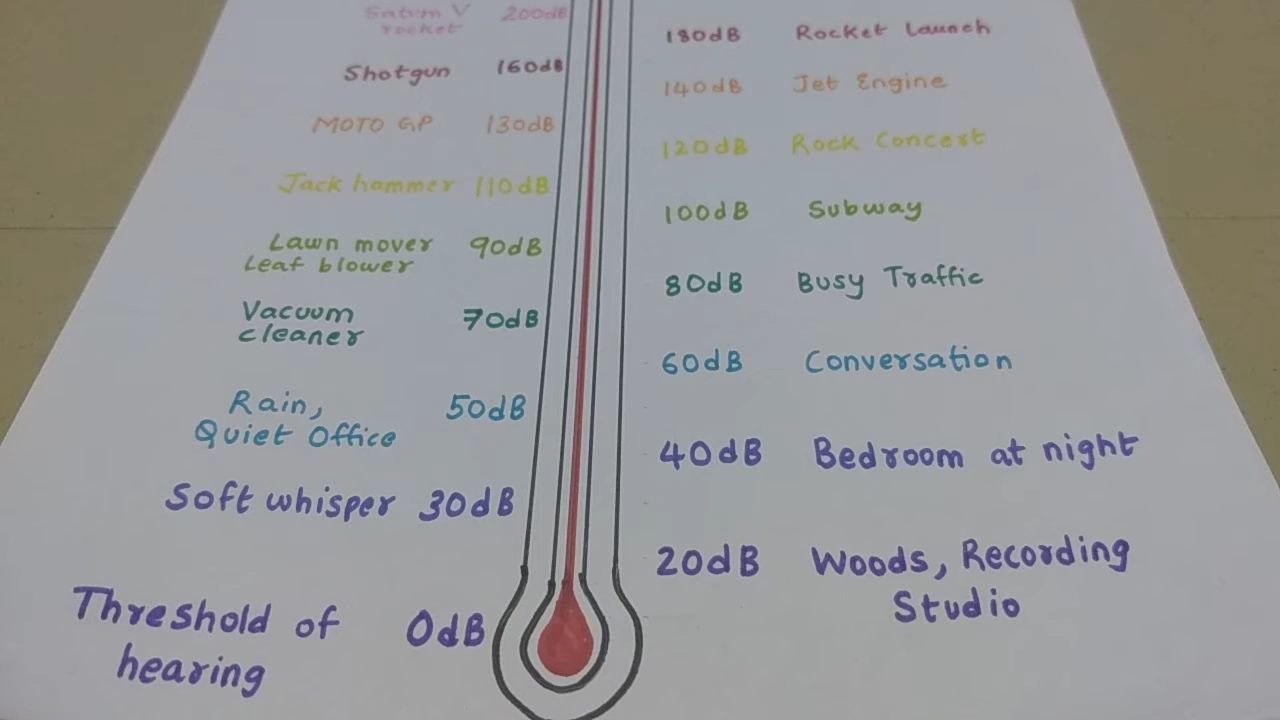 Saturn V 200dB
rocket
180dB Rocket Launch
Shotgun 160dB
140dB Jet Engine
MOTO GP 130dB
120dB Rock Concert
Jack hammer 110dB
100dB Subway
Lawn mover 90dB
Leaf blower
80dB Busy Traffic
Vacuum 70dB
cleaner
60dB Conversation
Rain, 50dB
Quiet Office
40dB Bedroom at night
Soft whisper 30dB
20dB Woods, Recording
Studio
Threshold of 0dB
hearing